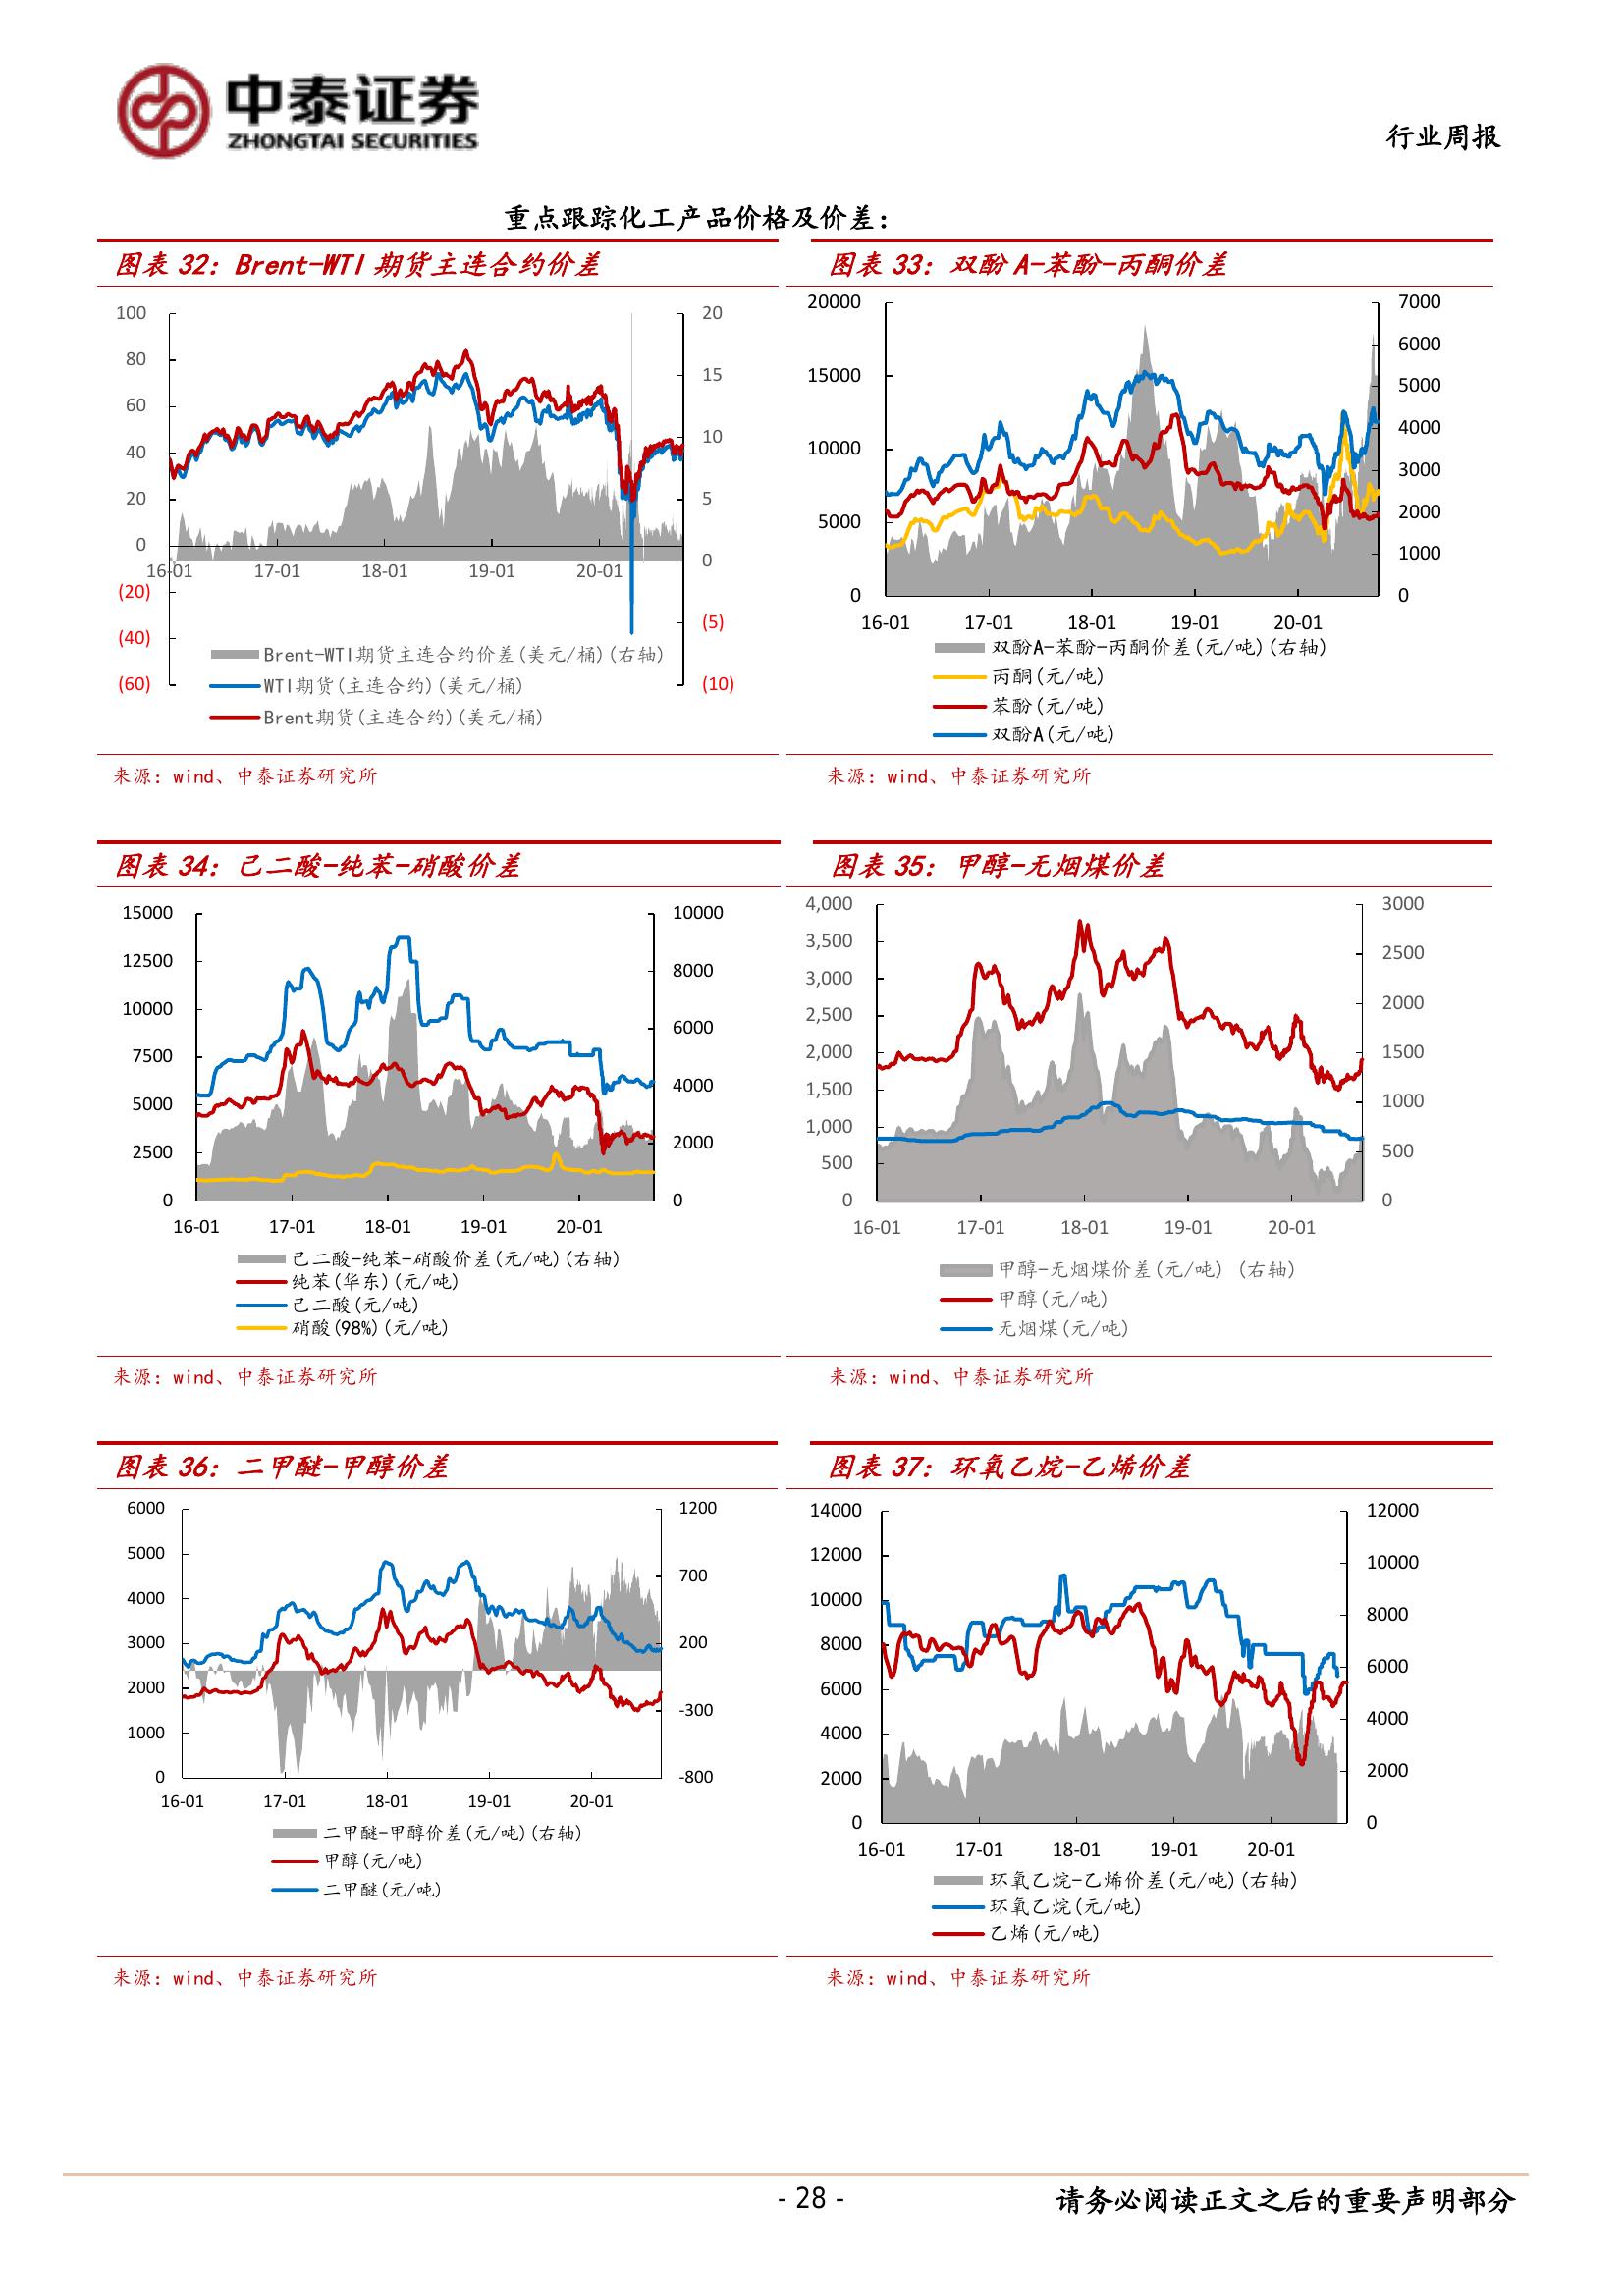 中泰证券
ZHONGTAI SECURITIES
行业周报
重点跟踪化工产品价格及价差：
图表 32：Brent-WTI 期货主连合约价差
100
80
60
40
20
0
(20)
(40)
(60)
20
15
10
5
0
(5)
(10)
16-01 17-01 18-01 19-01 20-01
Brent-WTI期货主连合约价差(美元/桶)(右轴)
WTI期货(主连合约)(美元/桶)
Brent期货(主连合约)(美元/桶)
来源：wind、中泰证券研究所
图表 33：双酚 A-苯酚-丙酮价差
20000
15000
10000
5000
0
7000
6000
5000
4000
3000
2000
1000
0
16-01 17-01 18-01 19-01 20-01
双酚A-苯酚-丙酮价差(元/吨)(右轴)
丙酮(元/吨)
苯酚(元/吨)
双酚A(元/吨)
来源：wind、中泰证券研究所
图表 34：己二酸-纯苯-硝酸价差
15000
12500
10000
7500
5000
2500
0
10000
8000
6000
4000
2000
0
16-01 17-01 18-01 19-01 20-01
己二酸-纯苯-硝酸价差(元/吨)(右轴)
纯苯(华东)(元/吨)
己二酸(元/吨)
硝酸(98%)(元/吨)
来源：wind、中泰证券研究所
图表 35：甲醇-无烟煤价差
4,000
3,500
3,000
2,500
2,000
1,500
1,000
500
0
3000
2500
2000
1500
1000
500
0
16-01 17-01 18-01 19-01 20-01
甲醇-无烟煤价差(元/吨) (右轴)
甲醇(元/吨)
无烟煤(元/吨)
来源：wind、中泰证券研究所
图表 36：二甲醚-甲醇价差
6000
5000
4000
3000
2000
1000
0
1200
700
200
-300
-800
16-01 17-01 18-01 19-01 20-01
二甲醚-甲醇价差(元/吨)(右轴)
甲醇(元/吨)
二甲醚(元/吨)
来源：wind、中泰证券研究所
图表 37：环氧乙烷-乙烯价差
14000
12000
10000
8000
6000
4000
2000
0
12000
10000
8000
6000
4000
2000
0
16-01 17-01 18-01 19-01 20-01
环氧乙烷-乙烯价差(元/吨)(右轴)
环氧乙烷(元/吨)
乙烯(元/吨)
来源：wind、中泰证券研究所
- 28 -
请务必阅读正文之后的重要声明部分